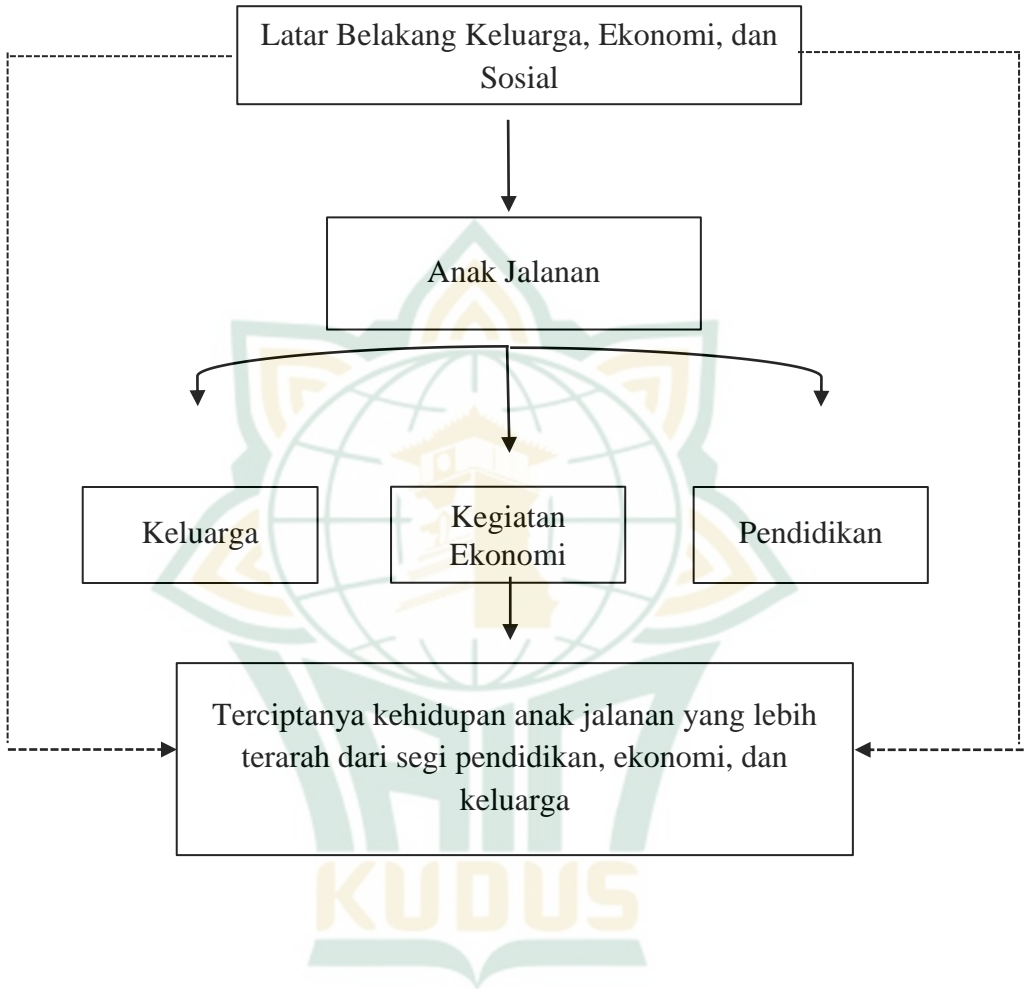 Latar Belakang Keluarga, Ekonomi, dan
Sosial
Anak Jalanan
Keluarga
Kegiatan
Ekonomi
Pendidikan
Terciptanya kehidupan anak jalanan yang lebih
terarah dari segi pendidikan, ekonomi, dan
keluarga
KUDUS